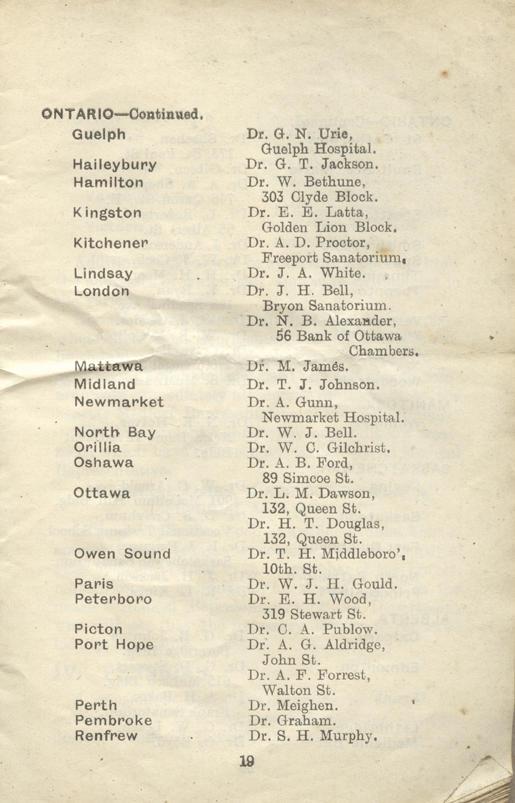 ONTARIO—Continued.
Guelph Dr. G. N. Urie,
Guelph Hospital.
Haileybury Dr. G. T. Jackson.
Hamilton Dr. W. Bethune,
303 Clyde Block.
Kingston Dr. E. E. Latta,
Golden Lion Block.
Kitchener Dr. A. D. Proctor,
Freeport Sanatorium,
Lindsay Dr. J. A. White.
London Dr. J. H. Bell,
Bryon Sanatorium.
Dr. N. B. Alexander,
56 Bank of Ottawa
Chambers.
Mattawa Dr. M. James.
Midland Dr. T. J. Johnson.
Newmarket Dr. A. Gunn,
Newmarket Hospital.
North Bay Dr. W. J. Bell.
Orillia Dr. W. C. Gilchrist.
Oshawa Dr. A. B. Ford,
89 Simcoe St.
Ottawa Dr. L. M. Dawson,
132, Queen St.
Dr. H. T. Douglas,
132, Queen St.
Owen Sound Dr. T. H. Middleboro',
10th. St.
Paris Dr. W. J. H. Gould.
Peterboro Dr. E. H. Wood,
319 Stewart St.
Picton Dr. C. A. Publow.
Port Hope Dr. A. G. Aldridge,
John St.
Dr. A. F. Forrest,
Walton St.
Perth Dr. Meighen.
Pembroke Dr. Graham.
Renfrew Dr. S. H. Murphy.
19